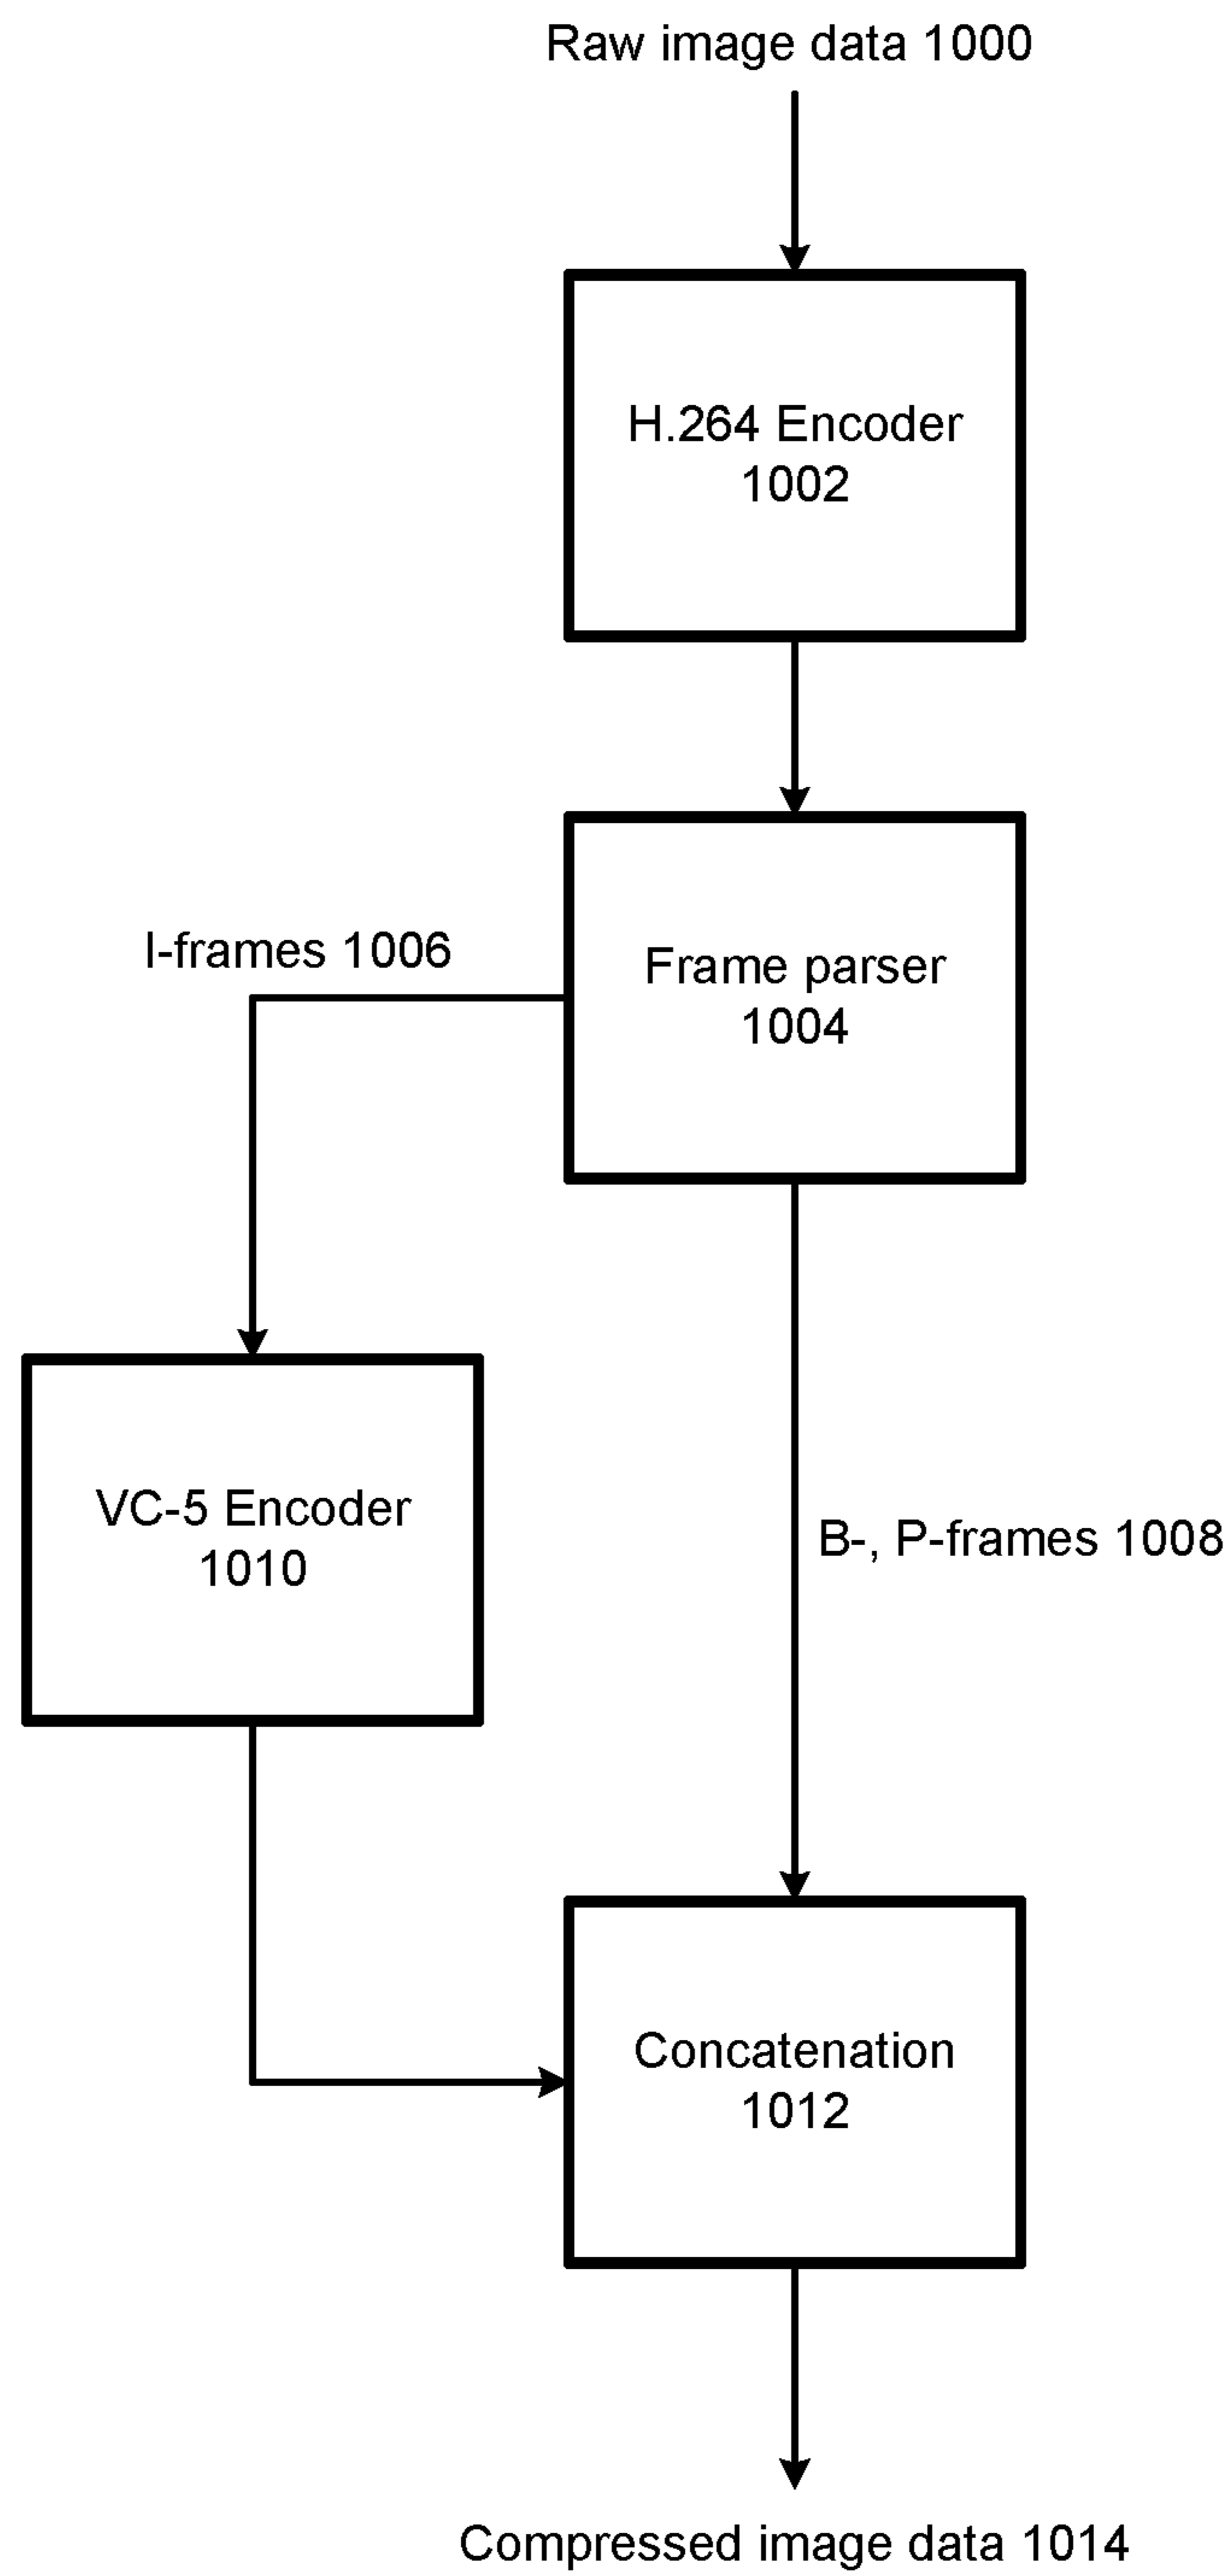 Raw image data 1000
H.264 Encoder
1002
I-frames 1006
Frame parser
1004
VC-5 Encoder
1010
B-, P-frames 1008
Concatenation
1012
Compressed image data 1014